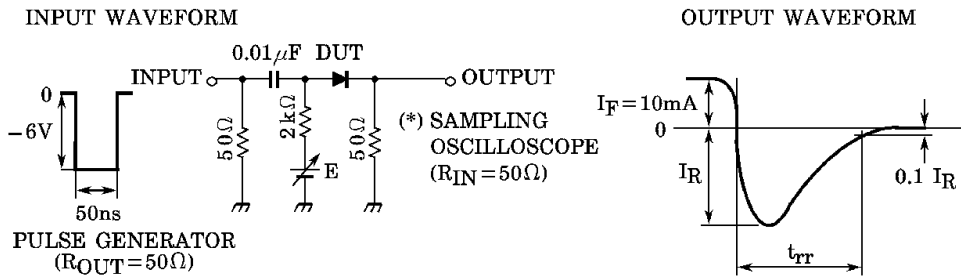 INPUT WAVEFORM
0
−6V
50ns
PULSE GENERATOR
(ROUT=50Ω)
0.01μF DUT
INPUT
OUTPUT
50Ω
2kΩ
E
50Ω
(*) SAMPLING
OSCILLOSCOPE
(RIN=50Ω)
OUTPUT WAVEFORM
IF=10mA
0
IR
0.1 IR
trr